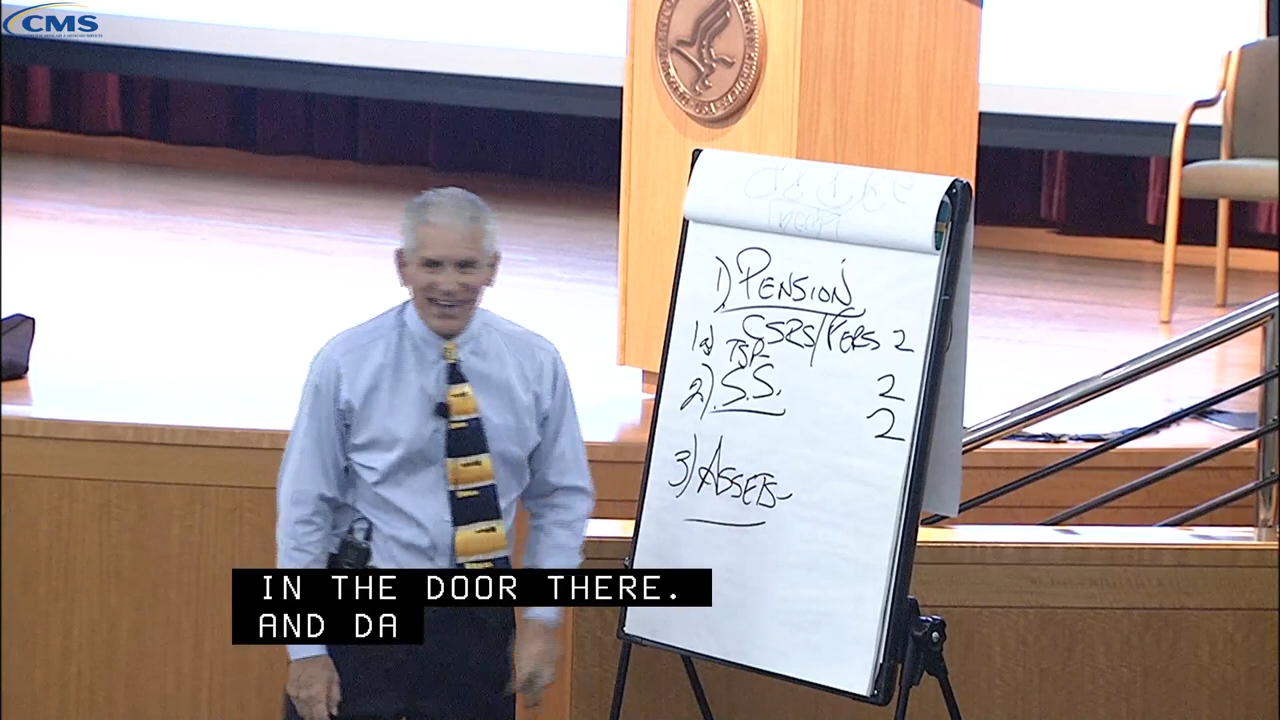 CMS
1) PENSION
CSRS/FERS 2
1a) TSP
2) S.S. 2
2
3) ASSETS
IN THE DOOR THERE.
AND DA